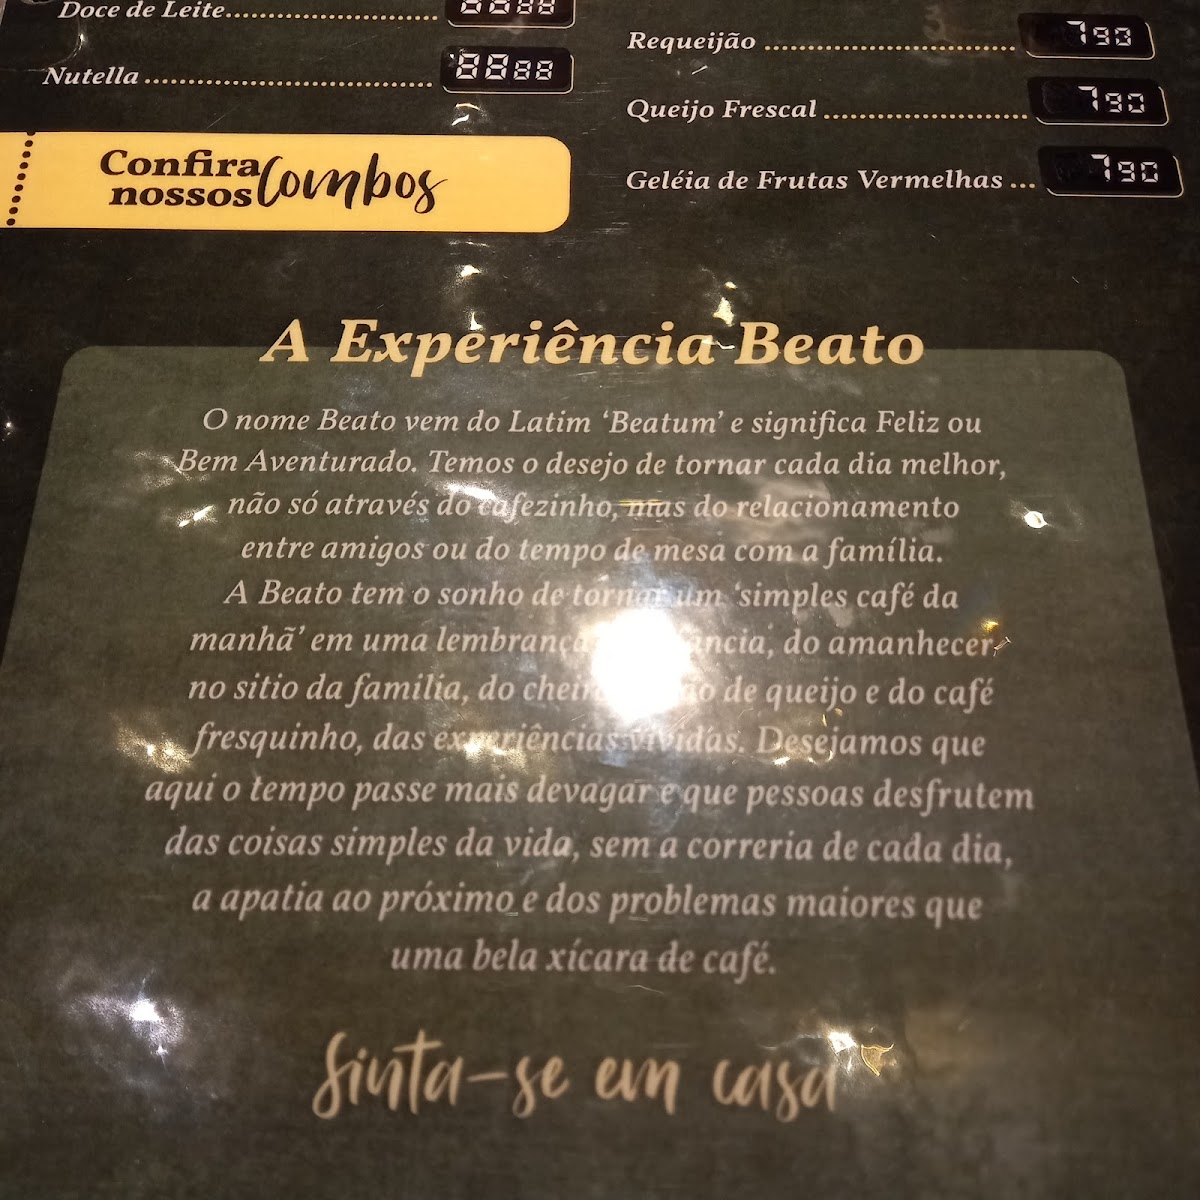 Doce de Leite 8888
Nutella 8888
Requeijão 790
Queijo Frescal 790
Geléia de Frutas Vermelhas ... 790
Confira
nossos Combos
A Experiência Beato
O nome Beato vem do Latim ‘Beatum’ e significa Feliz ou
Bem Aventurado. Temos o desejo de tornar cada dia melhor,
não só através do cafezinho, mas do relacionamento
entre amigos ou do tempo de mesa com a família.
A Beato tem o sonho de tornar um ‘simples café da
manhã’ em uma lembrança do amanhecer
no sitio da família, do de queijo e do café
fresquinho, das experiências vividas. Desejamos que
aqui o tempo passe mais devagar e que pessoas desfrutem
das coisas simples da vida, sem a correria de cada dia,
a apatia ao próximo e dos problemas maiores que
uma bela xícara de café.
Sinta-se em casa